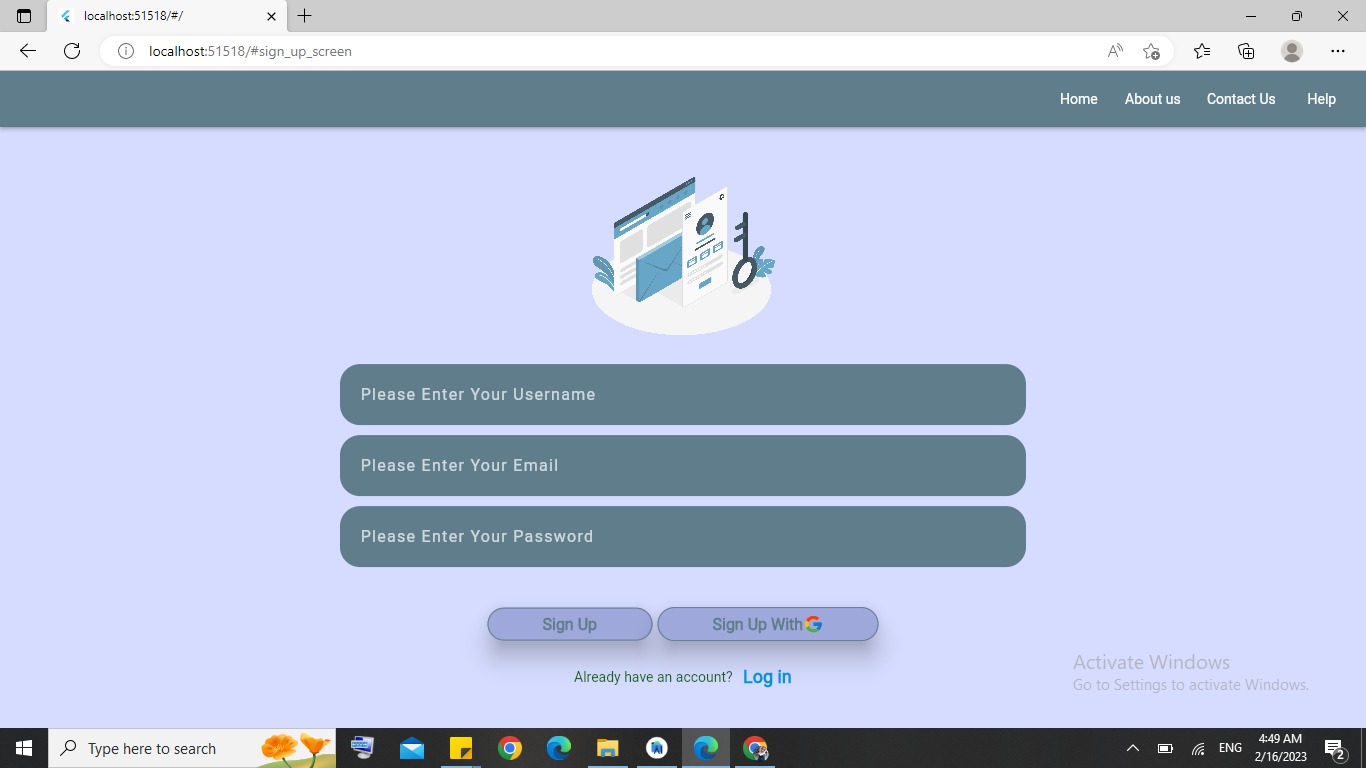 localhost:51518/#/
localhost:51518/#sign_up_screen
Home About us Contact Us Help
Please Enter Your Username
Please Enter Your Email
Please Enter Your Password
Sign Up Sign Up With G
Already have an account? Log in
Activate Windows
Go to Settings to activate Windows.
Type here to search
ENG
4:49 AM
2/16/2023
2